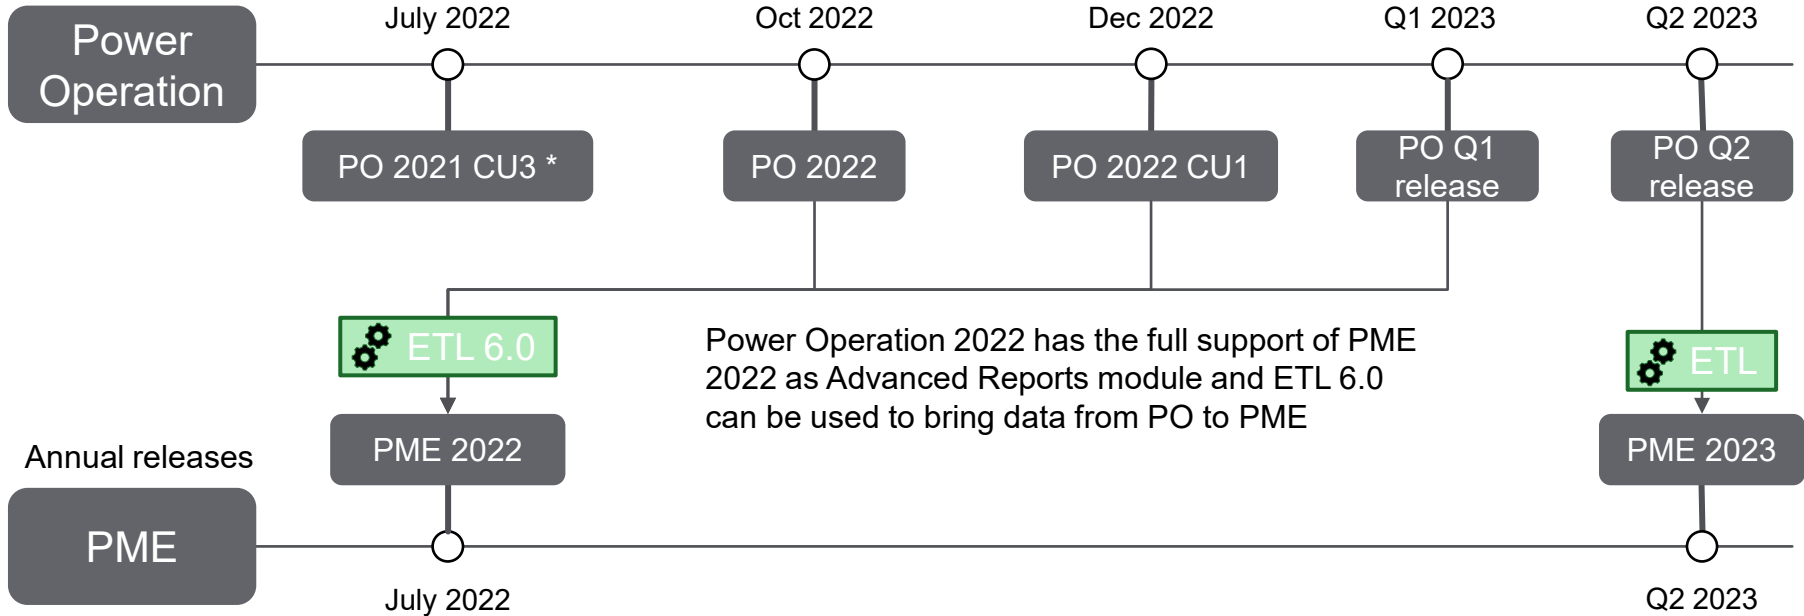 July 2022
Oct 2022
Dec 2022
Q1 2023
Q2 2023
Power
Operation
PO 2021 CU3 *
PO 2022
PO 2022 CU1
PO Q1
release
PO Q2
release
ETL 6.0
Power Operation 2022 has the full support of PME
2022 as Advanced Reports module and ETL 6.0
can be used to bring data from PO to PME
ETL
PME 2022
PME 2023
Annual releases
PME
July 2022
Q2 2023